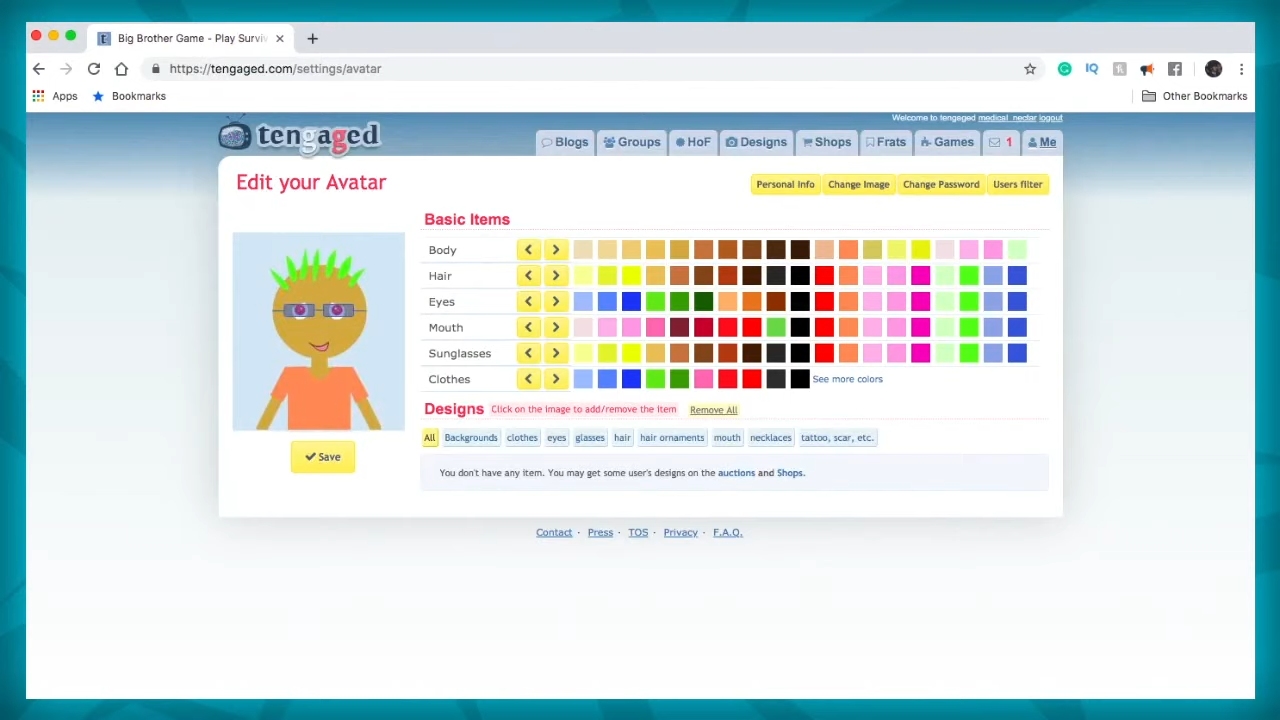 Big Brother Game - Play Surviv
https://tengaged.com/settings/avatar
Apps Bookmarks Other Bookmarks
Welcome to tengaged medical_nectar logout
tengaged
Blogs Groups HoF Designs Shops Frats Games 1 Me
Edit your Avatar
Personal Info Change Image Change Password Users filter
Basic Items
Body
Hair
Eyes
Mouth
Sunglasses
Clothes See more colors
Designs Click on the image to add/remove the item Remove All
All Backgrounds clothes eyes glasses hair hair ornaments mouth necklaces tattoo, scar, etc.
Save
You don't have any item. You may get some user's designs on the auctions and Shops.
Contact · Press · TOS · Privacy · F.A.Q.